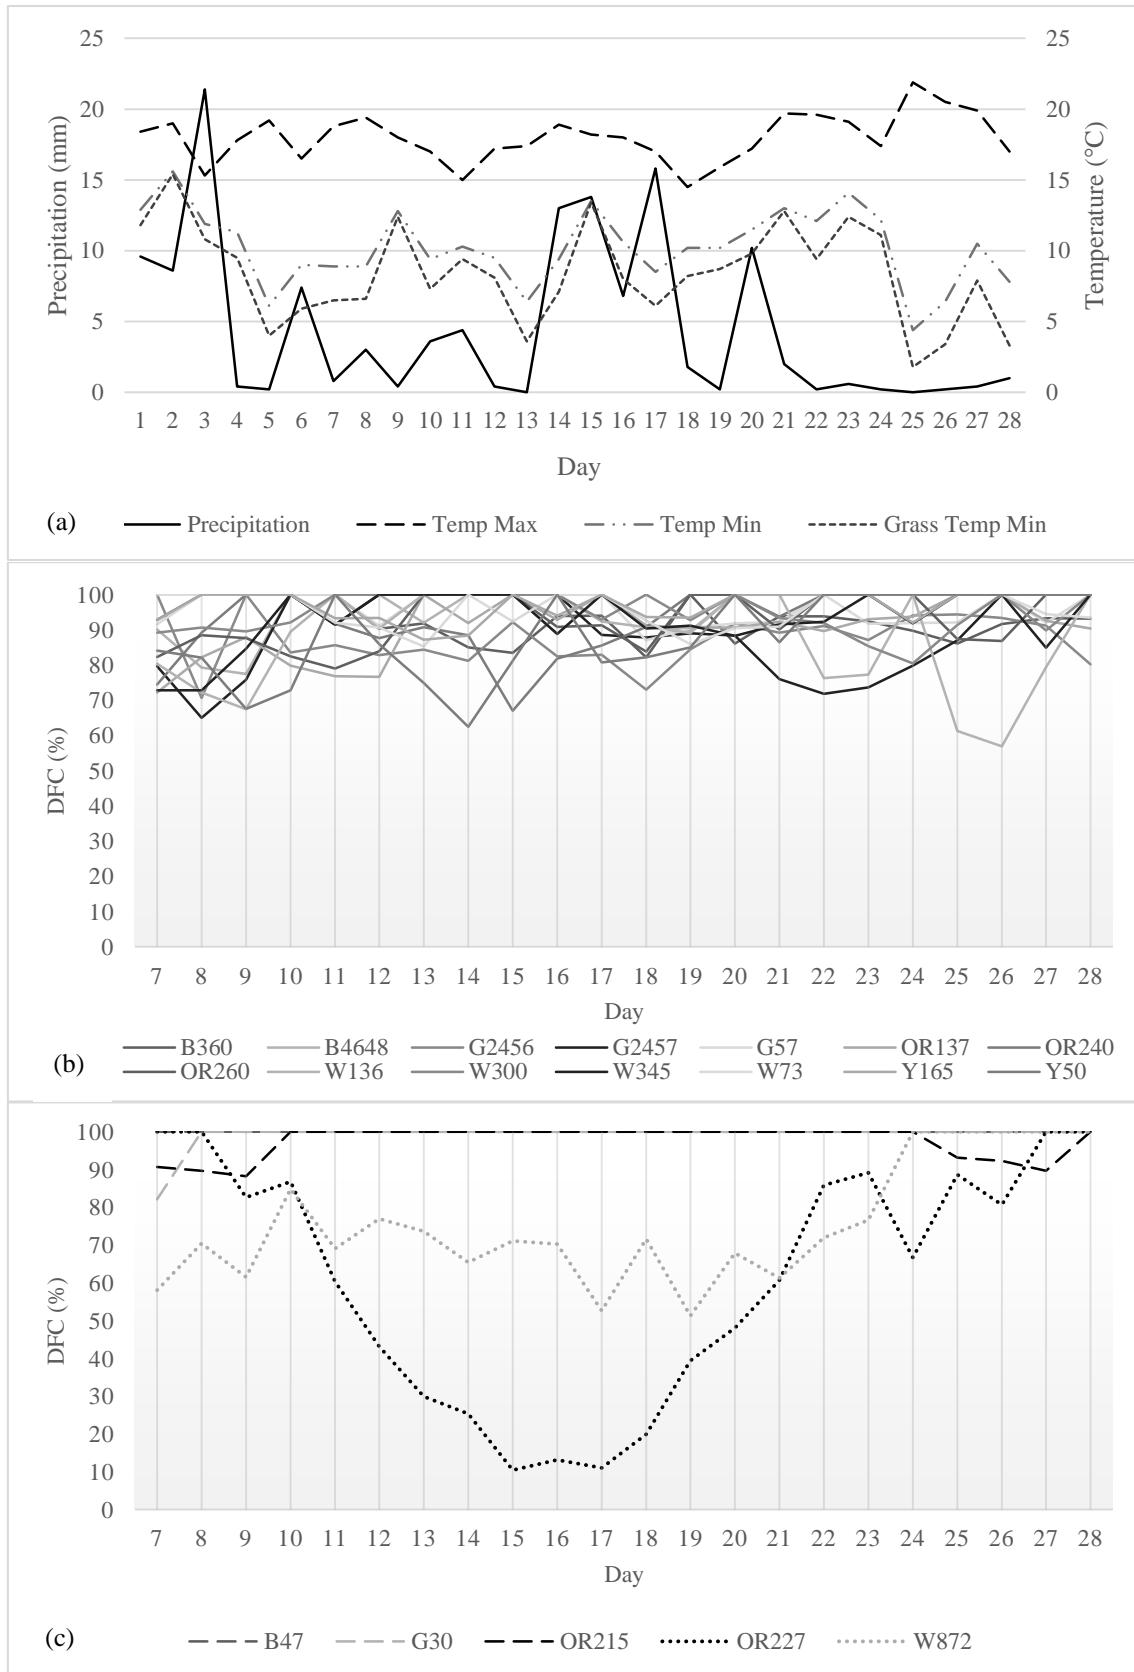 25 25
20 20
15 15
10 10
5 5
0 0
Precipitation (mm)
Temperature (°C)
1 2 3 4 5 6 7 8 9 10 11 12 13 14 15 16 17 18 19 20 21 22 23 24 25 26 27 28
Day
(a) Precipitation Temp Max Temp Min Grass Temp Min
100
90
80
70
60
50
40
30
20
10
0
DFC (%)
7 8 9 10 11 12 13 14 15 16 17 18 19 20 21 22 23 24 25 26 27 28
Day
B360 B4648 G2456 G2457 G57 OR137 OR240
(b) OR260 W136 W300 W345 W73 Y165 Y50
100
90
80
70
60
50
40
30
20
10
0
DFC (%)
7 8 9 10 11 12 13 14 15 16 17 18 19 20 21 22 23 24 25 26 27 28
Day
(c) B47 G30 OR215 OR227 W872